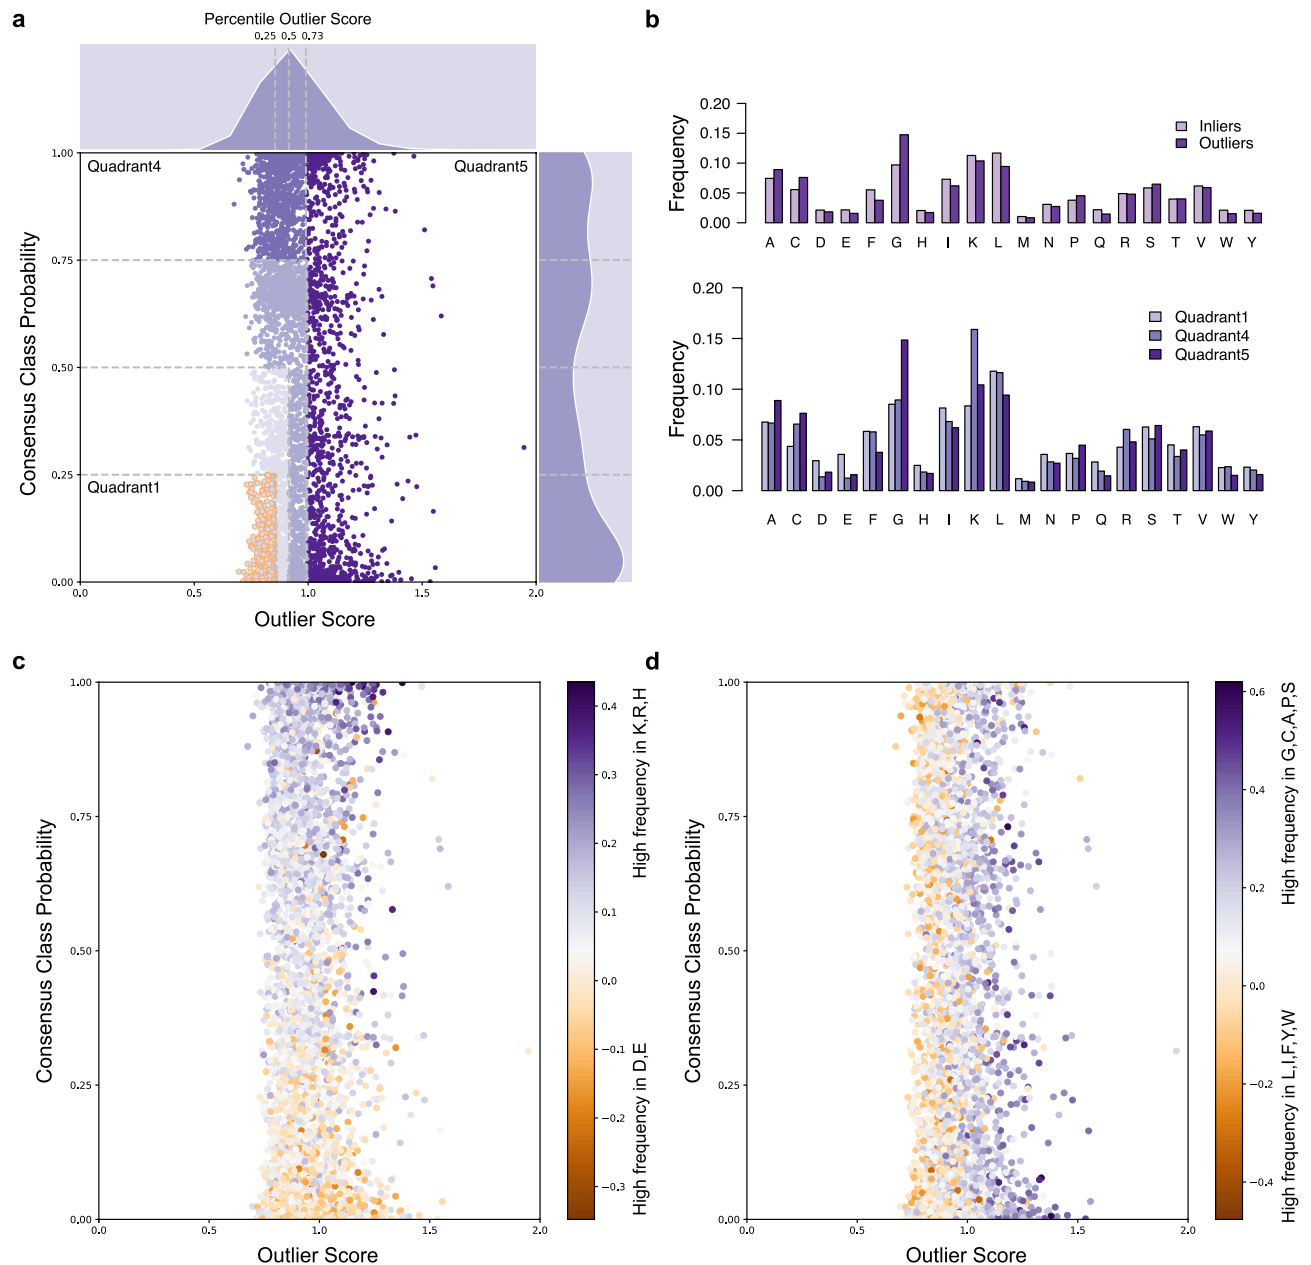 a
Percentile Outlier Score
0.25 0.5 0.73
Quadrant4
Quadrant5
Quadrant1
1.00
0.75
0.50
0.25
0.00
0.0
0.5
1.0
1.5
2.0
Consensus Class Probability
Outlier Score
b
0.20
0.15
0.10
0.05
0.00
Frequency
Inliers
Outliers
A C D E F G H I K L M N P Q R S T V W Y
0.20
0.15
0.10
0.05
0.00
Frequency
Quadrant1
Quadrant4
Quadrant5
A C D E F G H I K L M N P Q R S T V W Y
c
1.00
0.75
0.50
0.25
0.00
0.0
0.5
1.0
1.5
2.0
Consensus Class Probability
Outlier Score
0.4
0.3
0.2
0.1
0.0
−0.1
−0.2
−0.3
High frequency in K,R,H
High frequency in D,E
d
1.00
0.75
0.50
0.25
0.00
0.0
0.5
1.0
1.5
2.0
Consensus Class Probability
Outlier Score
0.6
0.4
0.2
0.0
−0.2
−0.4
High frequency in G,C,A,P,S
High frequency in L,I,F,Y,W